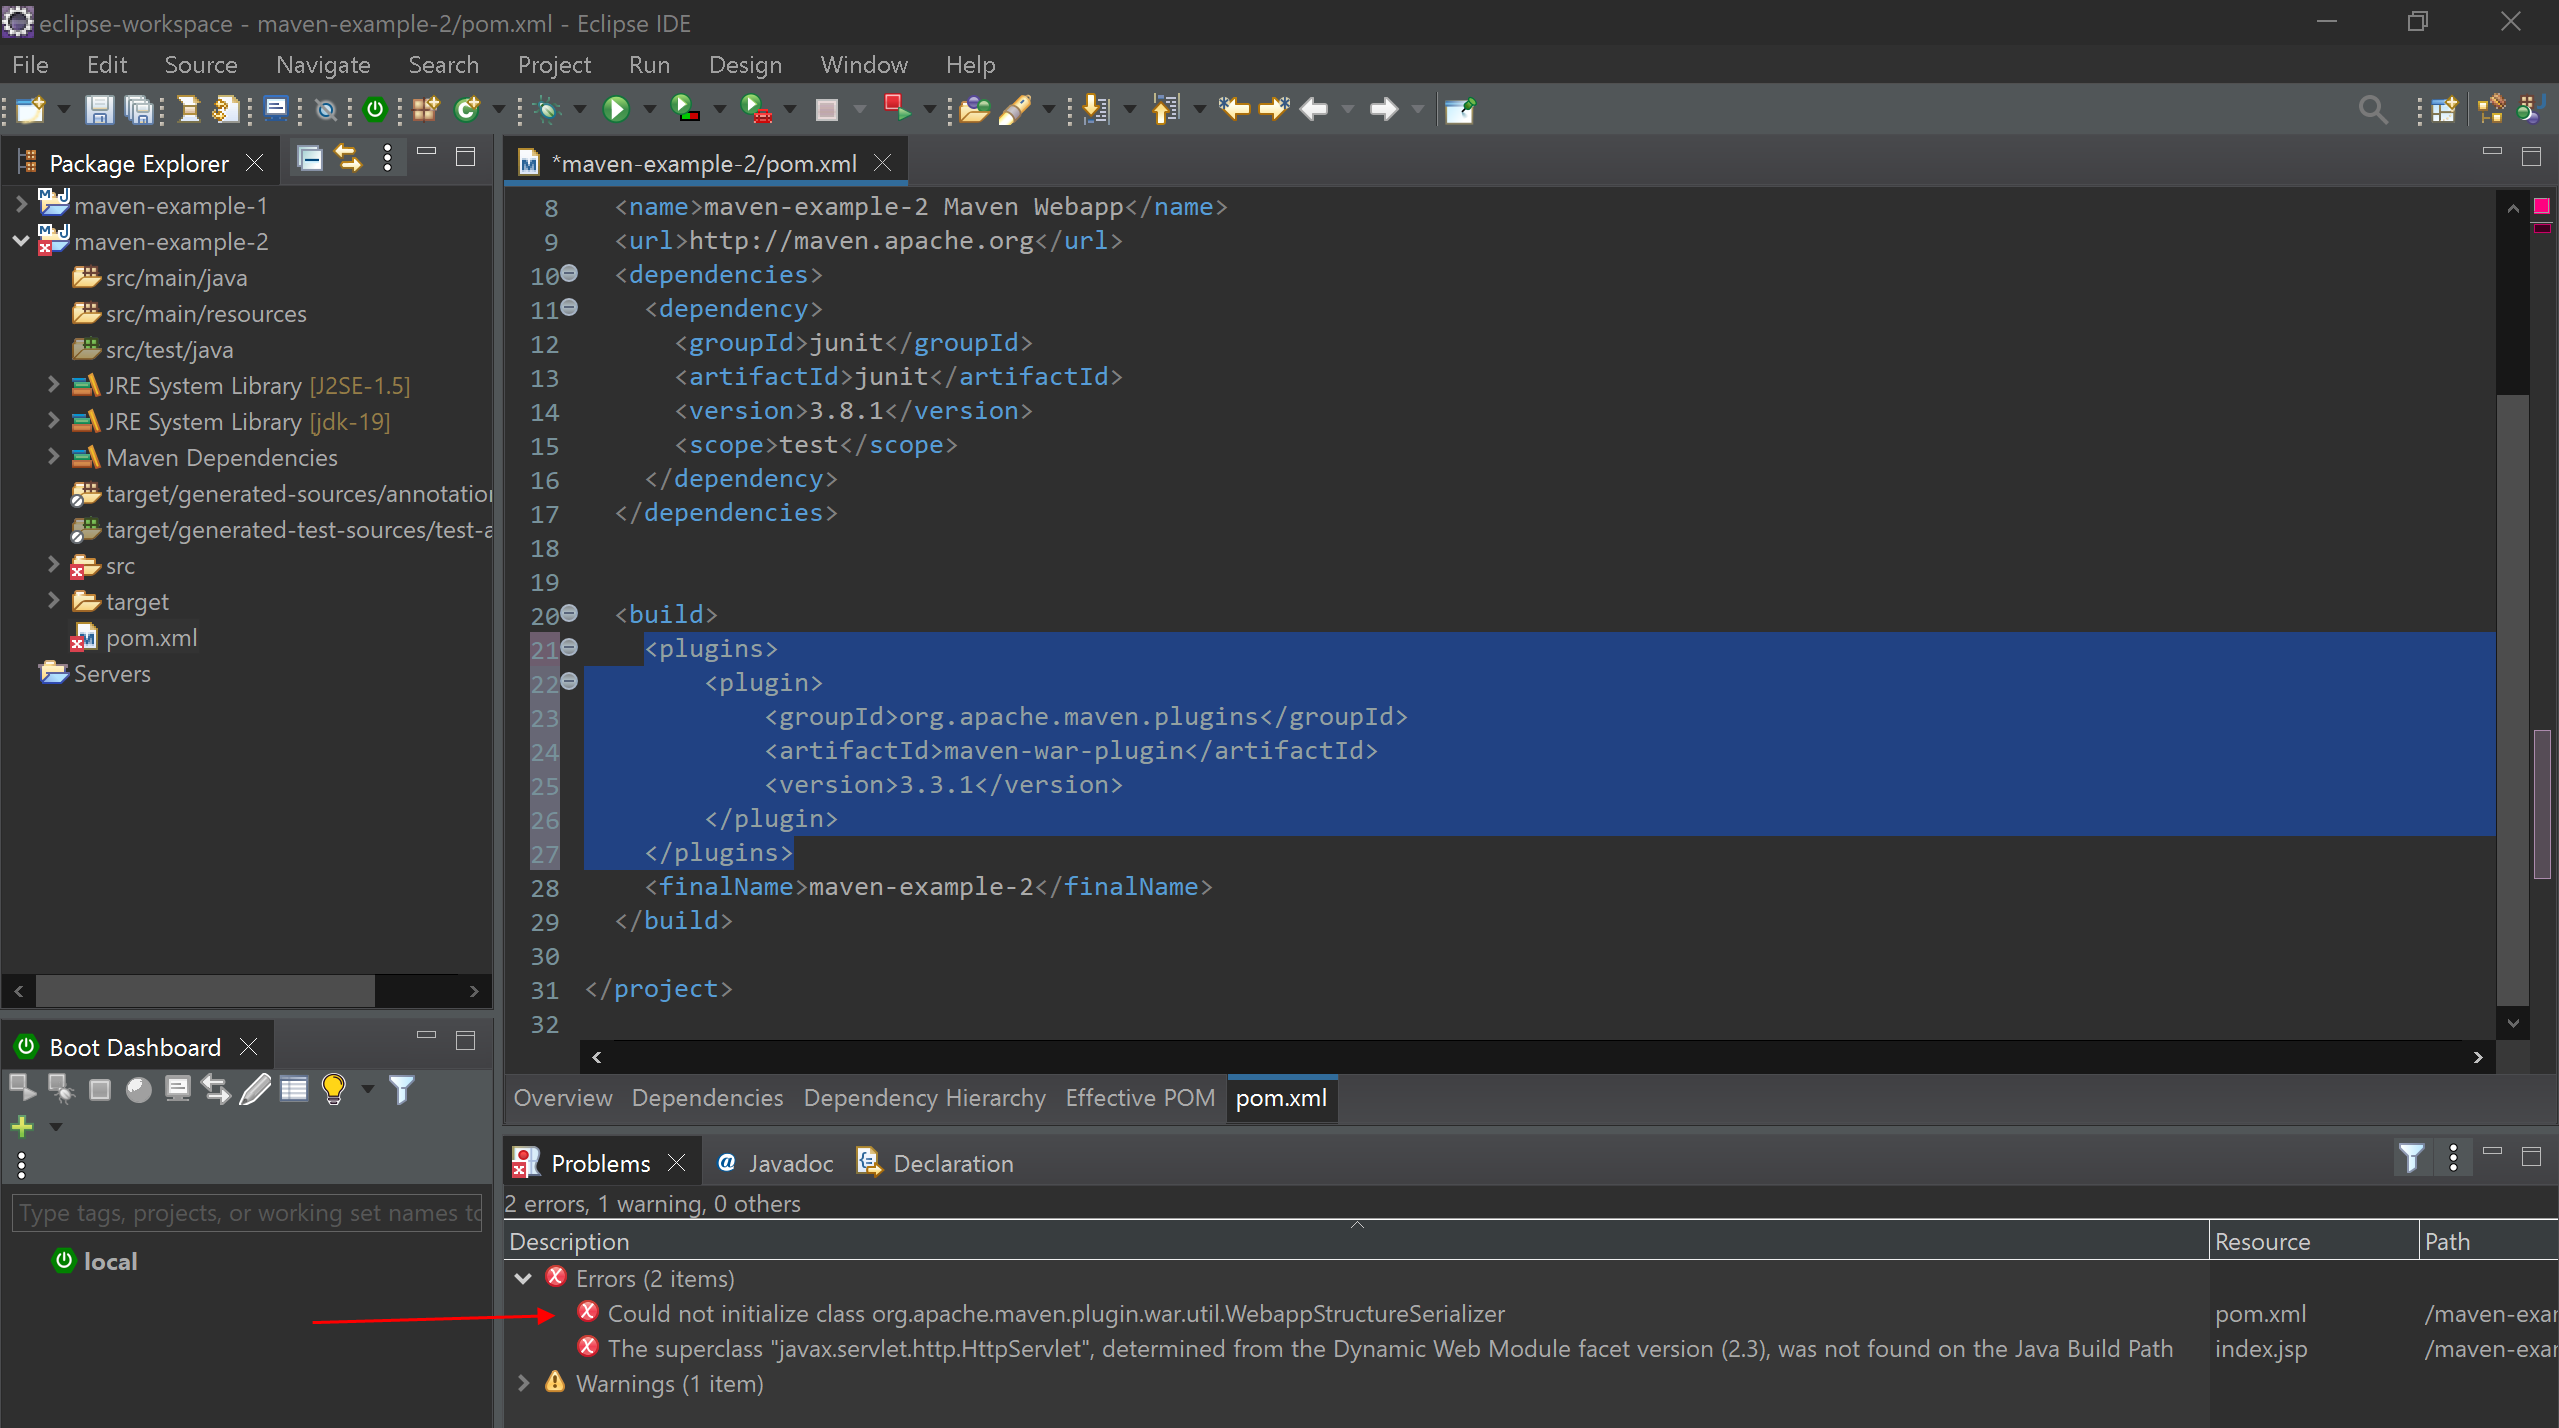 eclipse-workspace - maven-example-2/pom.xml - Eclipse IDE
File Edit Source Navigate Search Project Run Design Window Help
Package Explorer
maven-example-1
maven-example-2
src/main/java
src/main/resources
src/test/java
JRE System Library [J2SE-1.5]
JRE System Library [jdk-19]
Maven Dependencies
target/generated-sources/annotation
target/generated-test-sources/test-a
src
target
pom.xml
Servers
*maven-example-2/pom.xml
8 <name>maven-example-2 Maven Webapp</name>
9 <url>http://maven.apache.org</url>
10 <dependencies>
11 <dependency>
12 <groupId>junit</groupId>
13 <artifactId>junit</artifactId>
14 <version>3.8.1</version>
15 <scope>test</scope>
16 </dependency>
17 </dependencies>
18
19
20 <build>
21 <plugins>
22 <plugin>
23 <groupId>org.apache.maven.plugins</groupId>
24 <artifactId>maven-war-plugin</artifactId>
25 <version>3.3.1</version>
26 </plugin>
27 </plugins>
28 <finalName>maven-example-2</finalName>
29 </build>
30
31 </project>
32
Overview Dependencies Dependency Hierarchy Effective POM pom.xml
Boot Dashboard
Type tags, projects, or working set names to
local
Problems Javadoc Declaration
2 errors, 1 warning, 0 others
Description Resource Path
Errors (2 items)
Could not initialize class org.apache.maven.plugin.war.util.WebappStructureSerializer pom.xml /maven-exar
The superclass "javax.servlet.http.HttpServlet", determined from the Dynamic Web Module facet version (2.3), was not found on the Java Build Path index.jsp /maven-exar
Warnings (1 item)